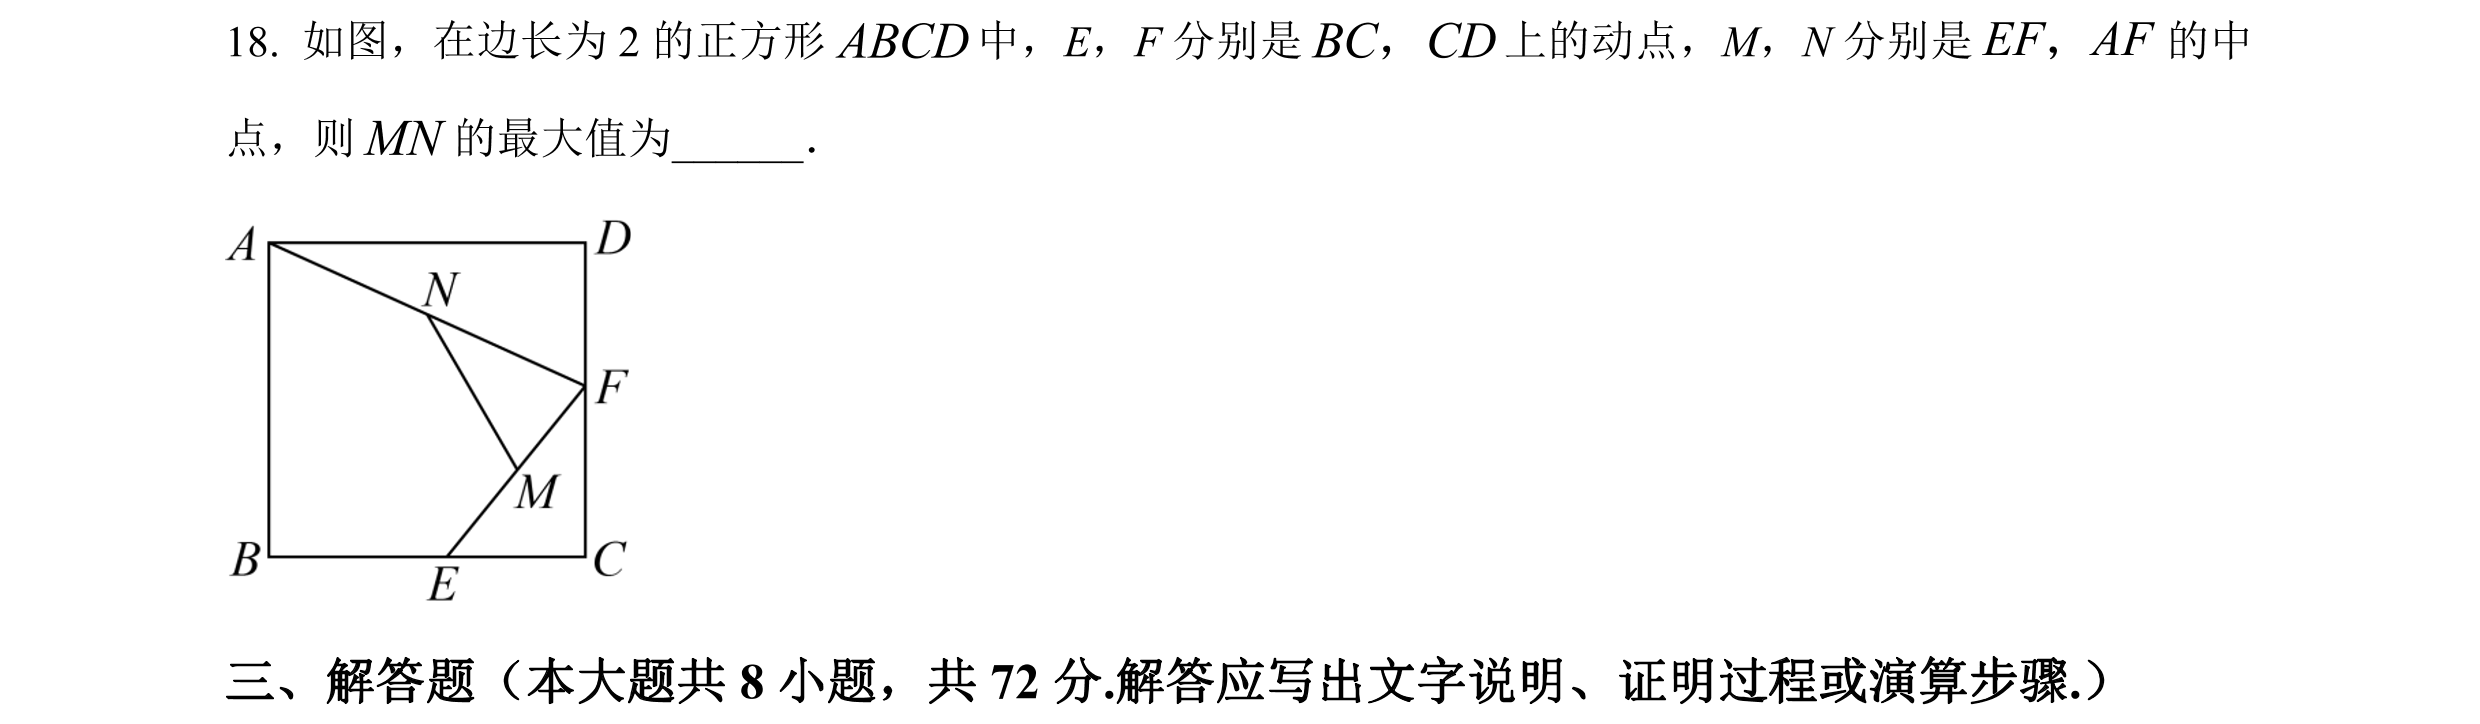 18. 如图，在边长为 2 的正方形 ABCD 中，E，F 分别是 BC，CD 上的动点，M，N 分别是 EF，AF 的中
点，则 MN 的最大值为______．
A
D
N
F
M
B
C
E
三、解答题（本大题共 8 小题，共 72 分.解答应写出文字说明、证明过程或演算步骤.）